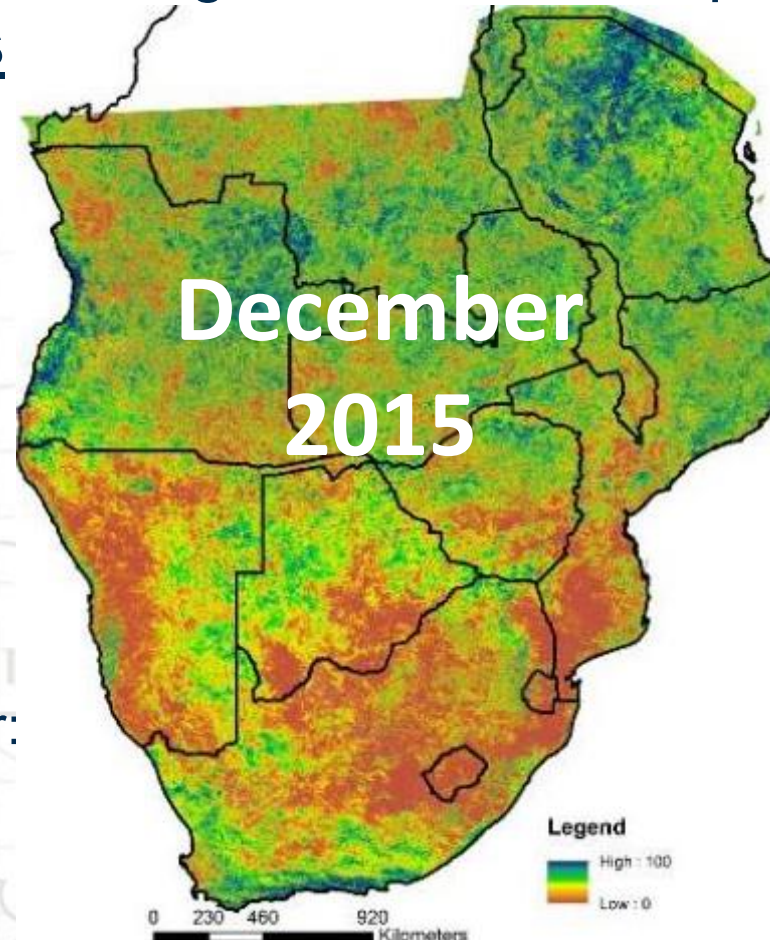 December
2015
Legend
High : 100
Low : 0
0 230 460 920
Kilometers